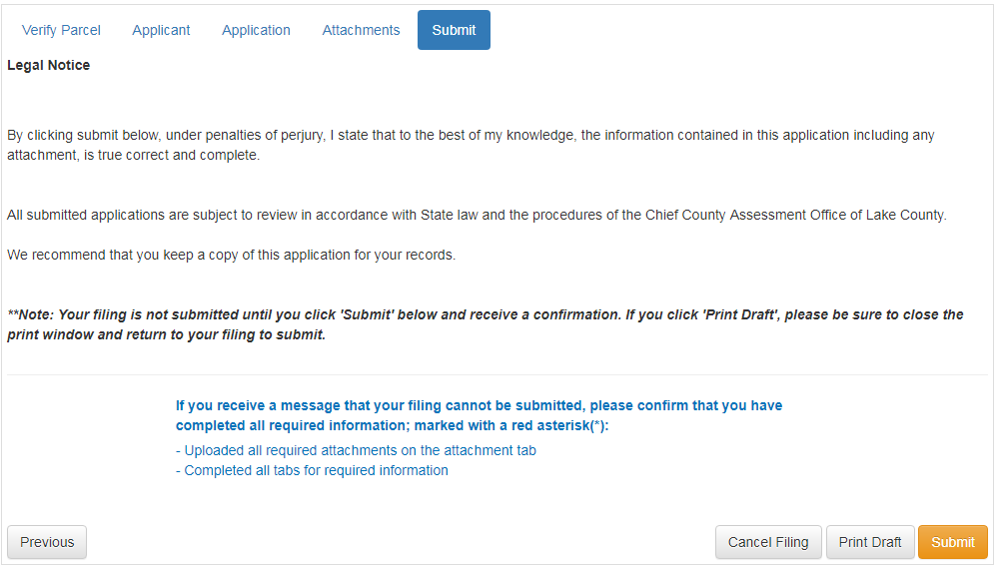 Verify Parcel Applicant Application Attachments Submit
Legal Notice
By clicking submit below, under penalties of perjury, I state that to the best of my knowledge, the information contained in this application including any
attachment, is true correct and complete.
All submitted applications are subject to review in accordance with State law and the procedures of the Chief County Assessment Office of Lake County.
We recommend that you keep a copy of this application for your records.
**Note: Your filing is not submitted until you click 'Submit' below and receive a confirmation. If you click 'Print Draft', please be sure to close the
print window and return to your filing to submit.
If you receive a message that your filing cannot be submitted, please confirm that you have
completed all required information; marked with a red asterisk(*):
- Uploaded all required attachments on the attachment tab
- Completed all tabs for required information
Previous Cancel Filing Print Draft Submit